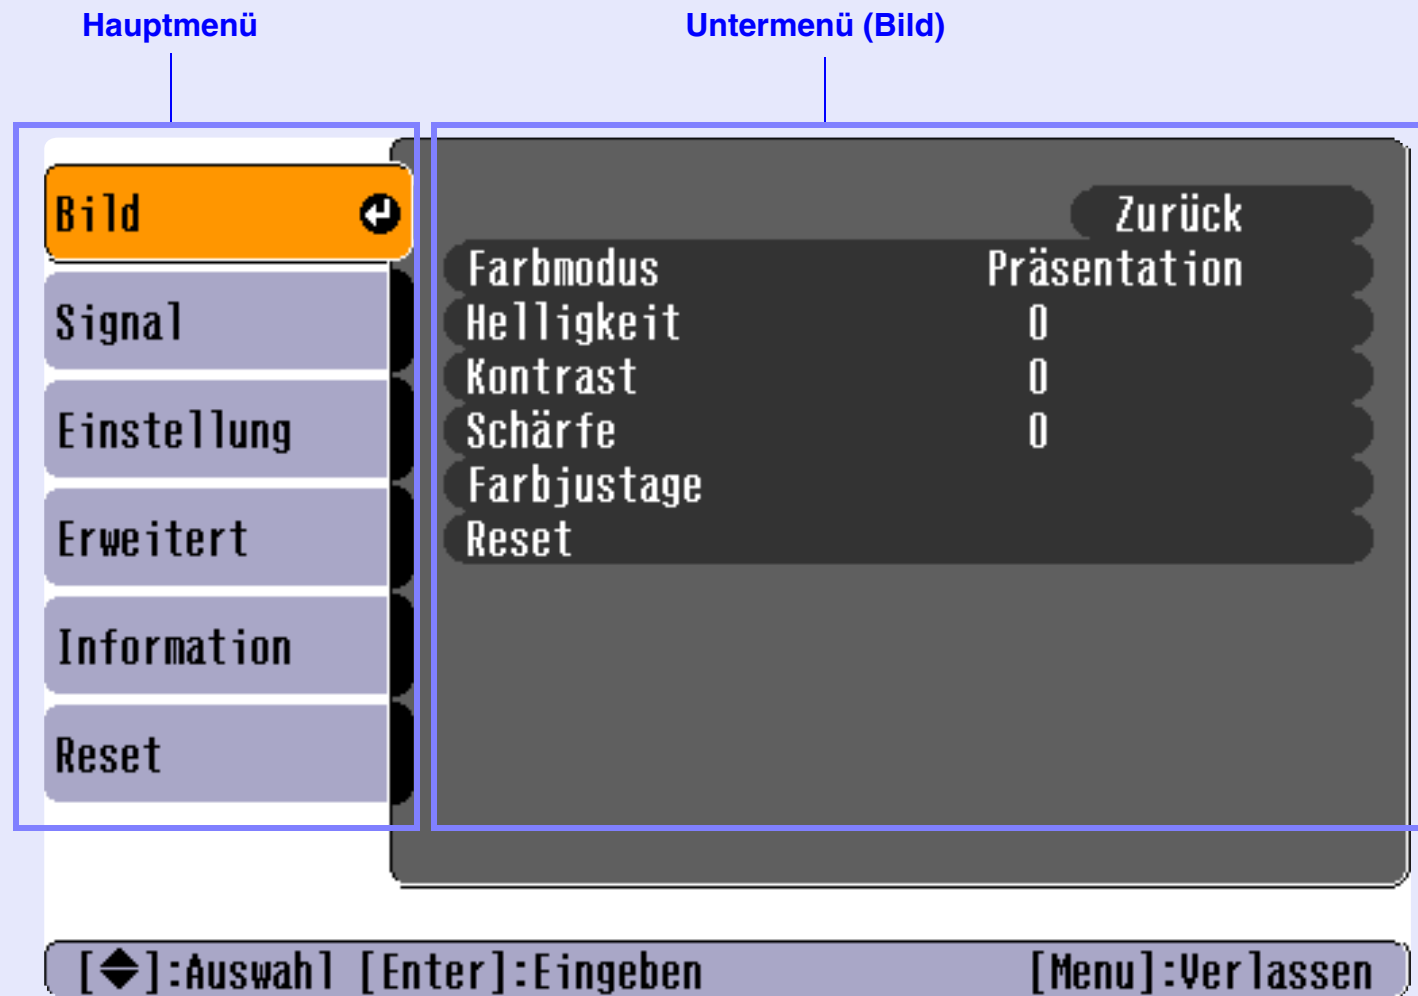 Hauptmenü
Untermenü (Bild)
Bild
Signal
Einstellung
Erweitert
Information
Reset
Zurück
Farbmodus Präsentation
Helligkeit 0
Kontrast 0
Schärfe 0
Farbjustage
Reset
[◆]:Auswahl [Enter]:Eingeben [Menu]:Verlassen